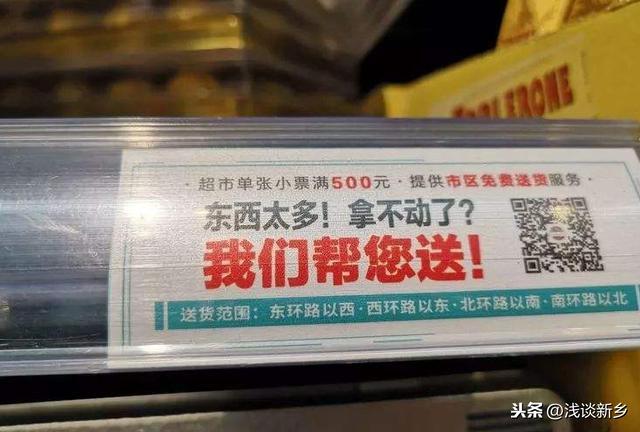 TOBLERONE
·超市单张小票满500元·提供市区免费送货服务·
东西太多！拿不动了？
我们帮您送！
送货范围：东环路以西·西环路以东·北环路以南·南环路以北
头条 @浅谈新乡